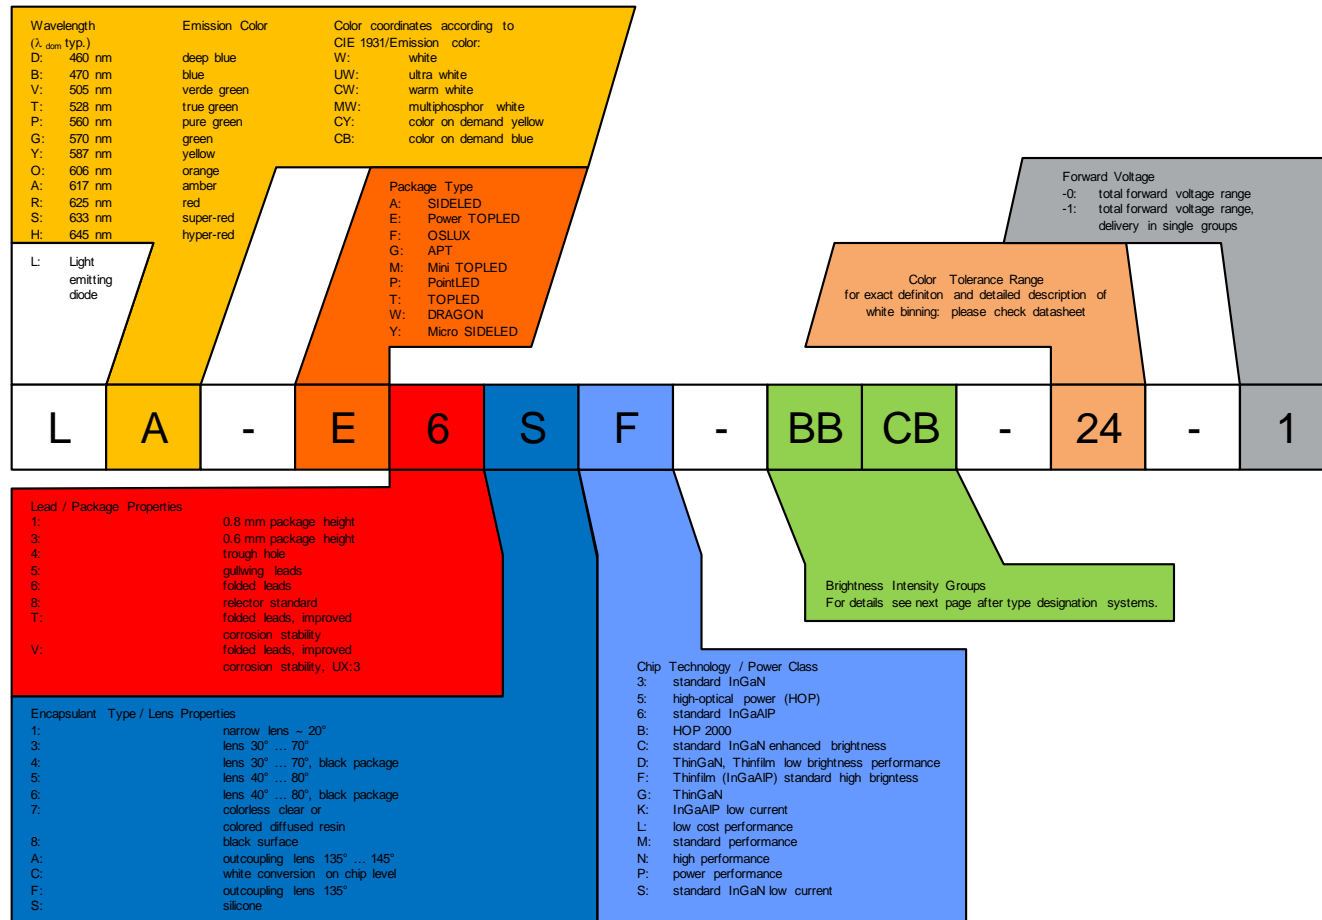 Wavelength Emission Color Color coordinates according to
(λ dom typ.) CIE 1931/Emission color:
D: 460 nm deep blue W: white
B: 470 nm blue UW: ultra white
V: 505 nm verde green CW: warm white
T: 528 nm true green MW: multiphosphor white
P: 560 nm pure green CY: color on demand yellow
G: 570 nm green CB: color on demand blue
Y: 587 nm yellow
O: 606 nm orange
A: 617 nm amber
R: 625 nm red
S: 633 nm super-red
H: 645 nm hyper-red
L: Light
emitting
diode
Package Type
A: SIDELED
E: Power TOPLED
F: OSLUX
G: APT
M: Mini TOPLED
P: PointLED
T: TOPLED
W: DRAGON
Y: Micro SIDELED
Forward Voltage
-0: total forward voltage range
-1: total forward voltage range,
delivery in single groups
Color Tolerance Range
for exact definiton and detailed description of
white binning: please check datasheet
L A - E 6 S F - BB CB - 24 - 1
Lead / Package Properties
1: 0.8 mm package height
3: 0.6 mm package height
4: trough hole
5: gullwing leads
6: folded leads
8: relector standard
T: folded leads, improved
corrosion stability
V: folded leads, improved
corrosion stability, UX:3
Encapsulant Type / Lens Properties
1: narrow lens ~ 20°
3: lens 30° ... 70°
4: lens 30° ... 70°, black package
5: lens 40° ... 80°
6: lens 40° ... 80°, black package
7: colorless clear or
colored diffused resin
8: black surface
A: outcoupling lens 135° ... 145°
C: white conversion on chip level
F: outcoupling lens 135°
S: silicone
Chip Technology / Power Class
3: standard InGaN
5: high-optical power (HOP)
6: standard InGaAlP
B: HOP 2000
C: standard InGaN enhanced brightness
D: ThinGaN, Thinfilm low brightness performance
F: Thinfilm (InGaAlP) standard high brigntess
G: ThinGaN
K: InGaAlP low current
L: low cost performance
M: standard performance
N: high performance
P: power performance
S: standard InGaN low current
Brightness Intensity Groups
For details see next page after type designation systems.